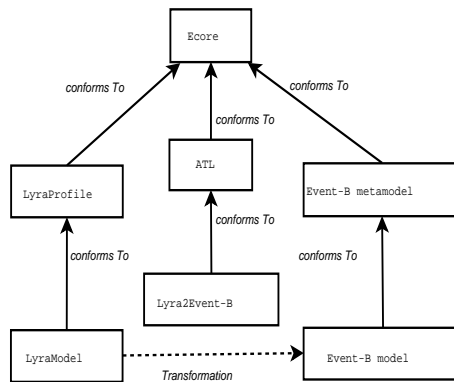 Ecore
conforms To
conforms To
conforms To
ATL
LyraProfile
Event-B metamodel
conforms To
conforms To
conforms To
Lyra2Event-B
LyraModel
Event-B model
Transformation